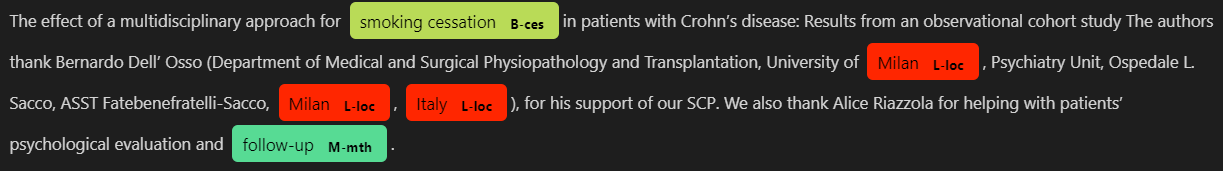 The effect of a multidisciplinary approach for smoking cessation B-ces in patients with Crohn's disease: Results from an observational cohort study The authors
thank Bernardo Dell' Osso (Department of Medical and Surgical Physiopathology and Transplantation, University of Milan L-loc , Psychiatry Unit, Ospedale L.
Sacco, ASST Fatebenefratelli-Sacco, Milan L-loc , Italy L-loc ), for his support of our SCP. We also thank Alice Riazzola for helping with patients'
psychological evaluation and follow-up M-mth .